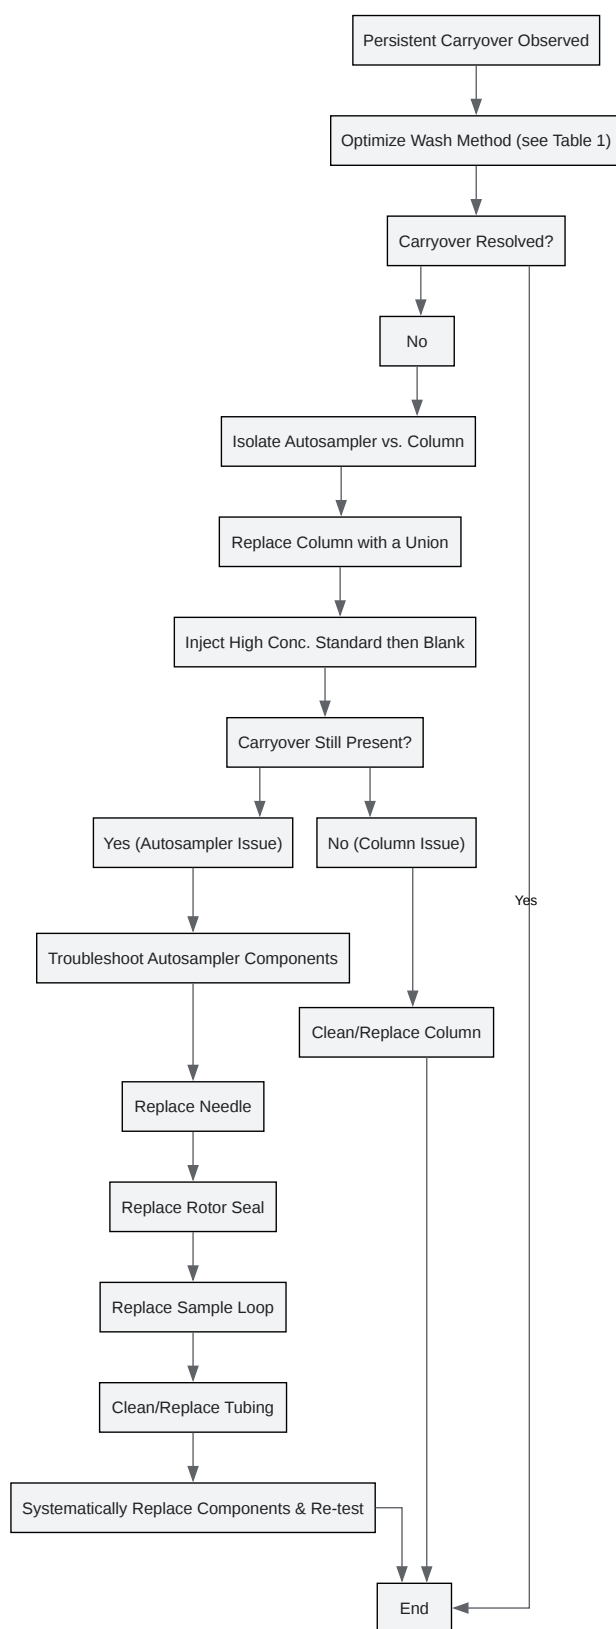 Persistent Carryover Observed
Optimize Wash Method (see Table 1)
Carryover Resolved?
No
Isolate Autosampler vs. Column
Replace Column with a Union
Inject High Conc. Standard then Blank
Carryover Still Present?
Yes (Autosampler Issue)
No (Column Issue)
Yes
Troubleshoot Autosampler Components
Clean/Replace Column
Replace Needle
Replace Rotor Seal
Replace Sample Loop
Clean/Replace Tubing
Systematically Replace Components & Re-test
End